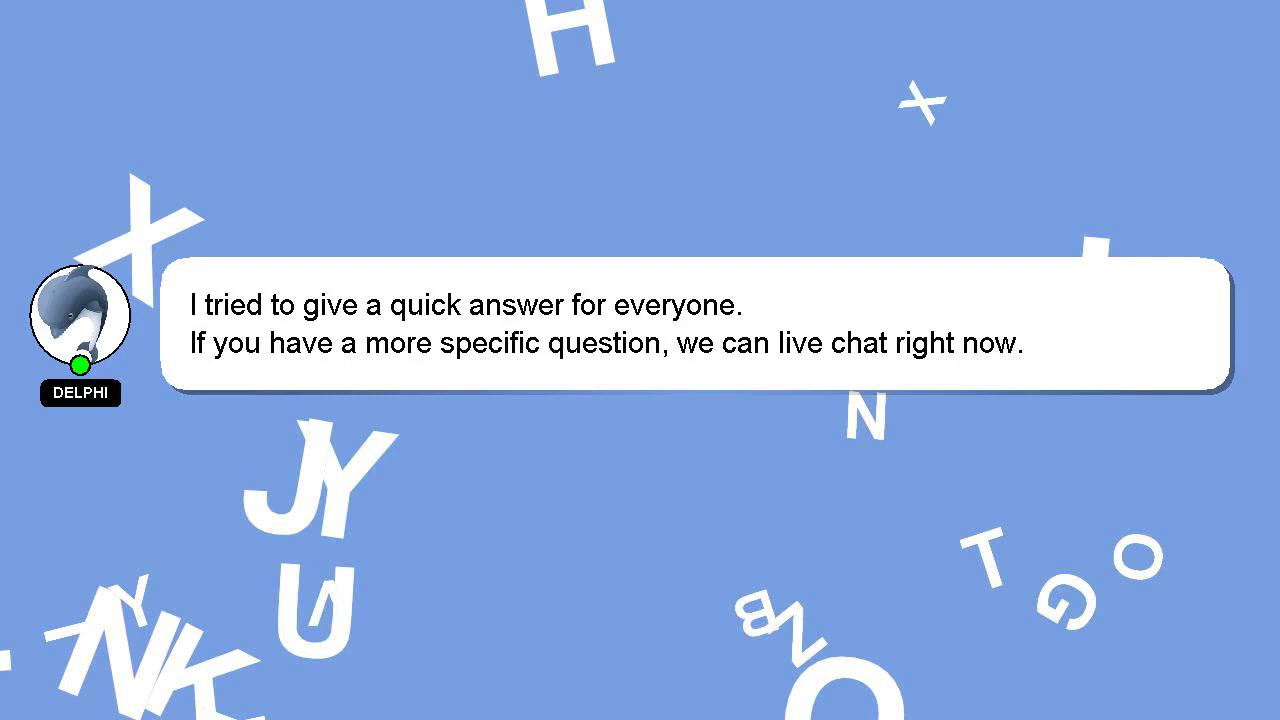 H
X
X
I tried to give a quick answer for everyone.
If you have a more specific question, we can live chat right now.
DELPHI
N
JY
T
O
G
U
B
N
Y
N
K
O